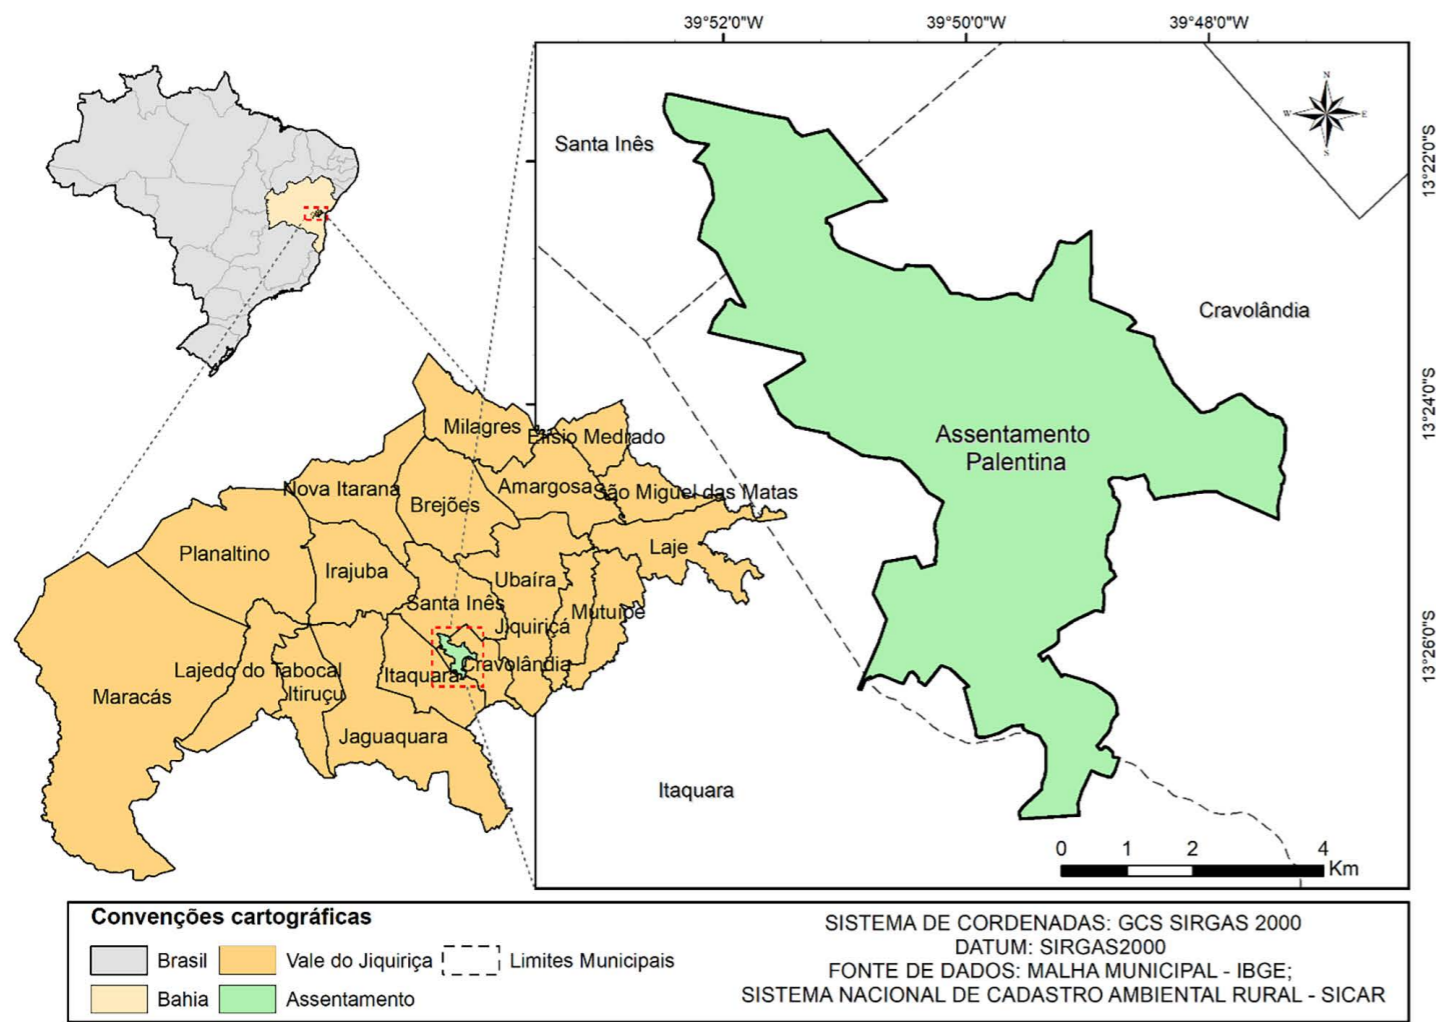 39°52'0"W
39°50'0"W
39°48'0"W
13°22'0"S
13°24'0"S
13°26'0"S
N
W
E
S
Santa Inês
Cravolândia
Assentamento
Palentina
Itaquara
0
1
2
4
Km
Milagres
Elísio Medrado
Nova Itarana
Brejões
Amargosa
São Miguel das Matas
Planaltino
Irajuba
Ubaíra
Laje
Santa Inês
Mutuípe
Jiquiriçá
Lajedo do Tabocal
Itiruçu
Itaquara
Cravolândia
Maracás
Jaguaquara
Convenções cartográficas
Brasil
Vale do Jiquiriça
Limites Municipais
Bahia
Assentamento
SISTEMA DE CORDENADAS: GCS SIRGAS 2000
DATUM: SIRGAS2000
FONTE DE DADOS: MALHA MUNICIPAL - IBGE;
SISTEMA NACIONAL DE CADASTRO AMBIENTAL RURAL - SICAR